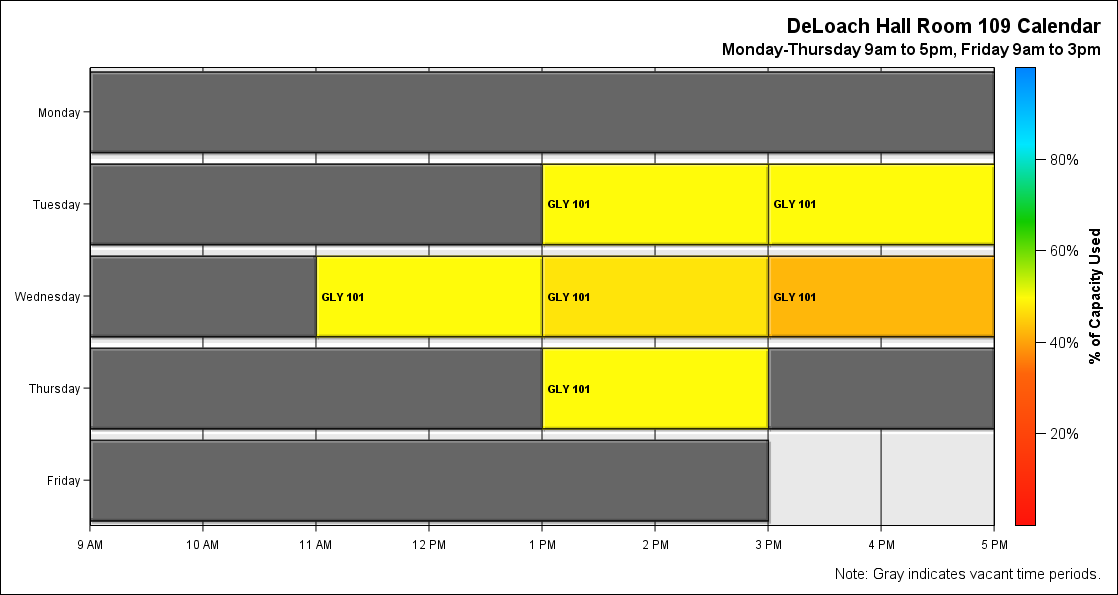 DeLoach Hall Room 109 Calendar
Monday-Thursday 9am to 5pm, Friday 9am to 3pm
Monday
Tuesday
GLY 101
GLY 101
Wednesday
GLY 101
GLY 101
GLY 101
Thursday
GLY 101
Friday
9 AM
10 AM
11 AM
12 PM
1 PM
2 PM
3 PM
4 PM
5 PM
80%
60%
40%
20%
% of Capacity Used
Note: Gray indicates vacant time periods.